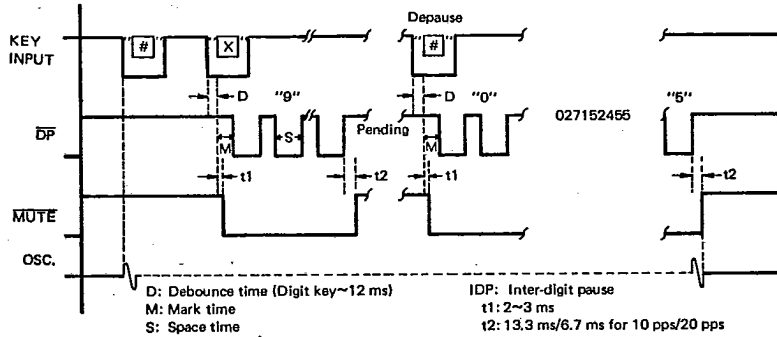 Depause
KEY INPUT
"#"
"X"
"#"
D
"9"
D
"0"
027152455
"5"
DP
Pending
M
S
M
t1
t2
t1
t2
MUTE
OSC.
D: Debounce time (Digit key~12 ms)
M: Mark time
S: Space time
IDP: Inter-digit pause
t1: 2~3 ms
t2: 13.3 ms/6.7 ms for 10 pps/20 pps